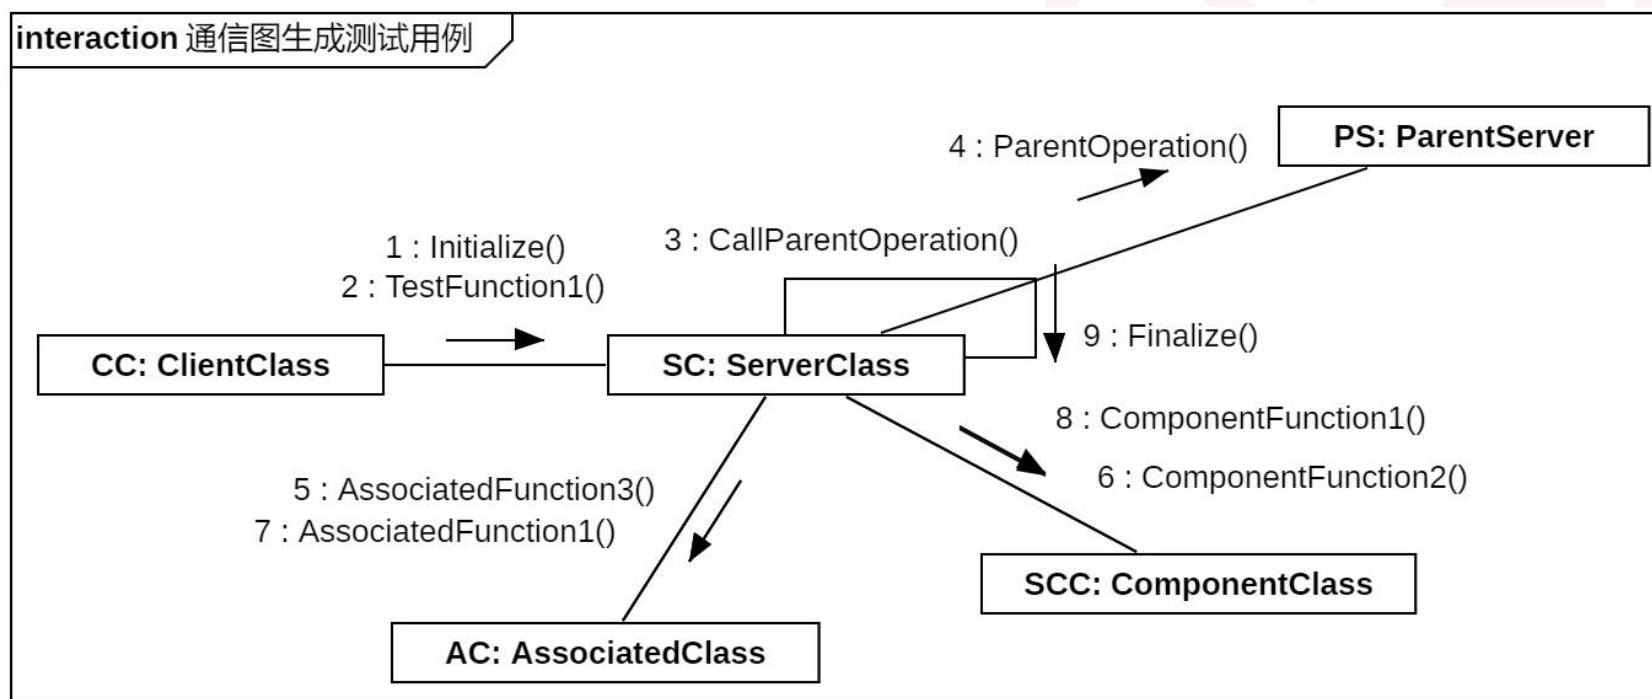 interaction 通信图生成测试用例
4 : ParentOperation()
PS: ParentServer
1 : Initialize()
2 : TestFunction1()
3 : CallParentOperation()
9 : Finalize()
CC: ClientClass
SC: ServerClass
8 : ComponentFunction1()
6 : ComponentFunction2()
5 : AssociatedFunction3()
7 : AssociatedFunction1()
SCC: ComponentClass
AC: AssociatedClass